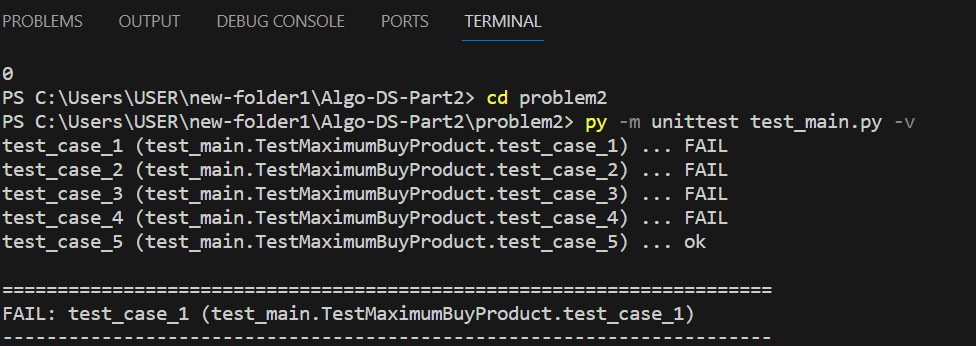 PROBLEMS OUTPUT DEBUG CONSOLE PORTS TERMINAL
0
PS C:\Users\USER\new-folder1\Algo-DS-Part2> cd problem2
PS C:\Users\USER\new-folder1\Algo-DS-Part2\problem2> py -m unittest test_main.py -v
test_case_1 (test_main.TestMaximumBuyProduct.test_case_1) ... FAIL
test_case_2 (test_main.TestMaximumBuyProduct.test_case_2) ... FAIL
test_case_3 (test_main.TestMaximumBuyProduct.test_case_3) ... FAIL
test_case_4 (test_main.TestMaximumBuyProduct.test_case_4) ... FAIL
test_case_5 (test_main.TestMaximumBuyProduct.test_case_5) ... ok
======================================================================
FAIL: test_case_1 (test_main.TestMaximumBuyProduct.test_case_1)
----------------------------------------------------------------------